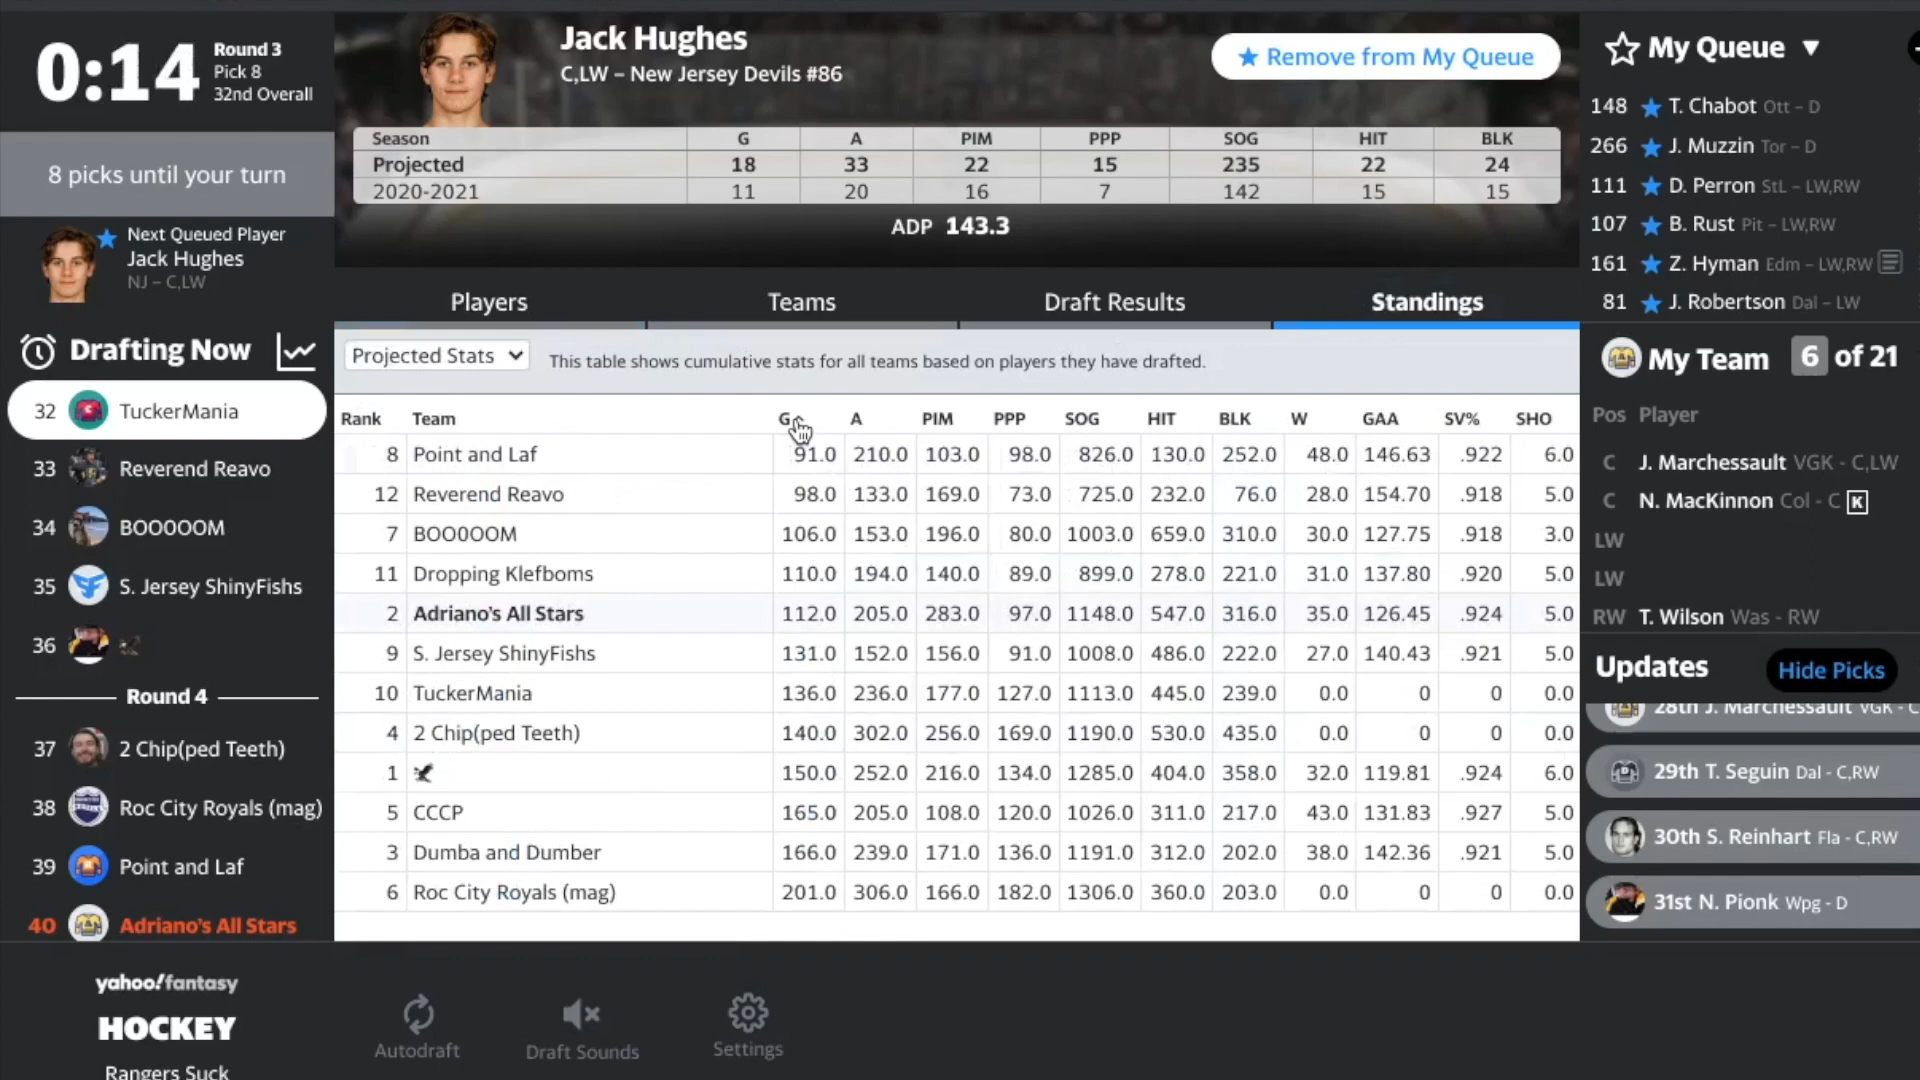 0:14
Round 3
Pick 8
32nd Overall
8 picks until your turn
Next Queued Player
Jack Hughes
NJ – C,LW
Drafting Now
32 TuckerMania
33 Reverend Reavo
34 BOO0OOM
35 S. Jersey ShinyFishs
36
Round 4
37 2 Chip(ped Teeth)
38 Roc City Royals (mag)
39 Point and Laf
40 Adriano's All Stars
yahoo!fantasy
HOCKEY
Rangers Suck
Jack Hughes
C,LW – New Jersey Devils #86
Remove from My Queue
Season G A PIM PPP SOG HIT BLK
Projected 18 33 22 15 235 22 24
2020-2021 11 20 16 7 142 15 15
ADP 143.3
Players Teams Draft Results Standings
Projected Stats This table shows cumulative stats for all teams based on players they have drafted.
Rank Team G A PIM PPP SOG HIT BLK W GAA SV% SHO
8 Point and Laf 91.0 210.0 103.0 98.0 826.0 130.0 252.0 48.0 146.63 .922 6.0
12 Reverend Reavo 98.0 133.0 169.0 73.0 725.0 232.0 76.0 28.0 154.70 .918 5.0
7 BOO0OOM 106.0 153.0 196.0 80.0 1003.0 659.0 310.0 30.0 127.75 .918 3.0
11 Dropping Klefboms 110.0 194.0 140.0 89.0 899.0 278.0 221.0 31.0 137.80 .920 5.0
2 Adriano's All Stars 112.0 205.0 283.0 97.0 1148.0 547.0 316.0 35.0 126.45 .924 5.0
9 S. Jersey ShinyFishs 131.0 152.0 156.0 91.0 1008.0 486.0 222.0 27.0 140.43 .921 5.0
10 TuckerMania 136.0 236.0 177.0 127.0 1113.0 445.0 239.0 0.0 0 0 0.0
4 2 Chip(ped Teeth) 140.0 302.0 256.0 169.0 1190.0 530.0 435.0 0.0 0 0 0.0
1 150.0 252.0 216.0 134.0 1285.0 404.0 358.0 32.0 119.81 .924 6.0
5 CCCP 165.0 205.0 108.0 120.0 1026.0 311.0 217.0 43.0 131.83 .927 5.0
3 Dumba and Dumber 166.0 239.0 171.0 136.0 1191.0 312.0 202.0 38.0 142.36 .921 5.0
6 Roc City Royals (mag) 201.0 306.0 166.0 182.0 1306.0 360.0 203.0 0.0 0 0 0.0
Autodraft Draft Sounds Settings
My Queue
148 T. Chabot Ott – D
266 J. Muzzin Tor – D
111 D. Perron StL – LW,RW
107 B. Rust Pit – LW,RW
161 Z. Hyman Edm – LW,RW
81 J. Robertson Dal – LW
My Team 6 of 21
Pos Player
C J. Marchessault VGK - C,LW
C N. MacKinnon Col - C K
LW
LW
RW T. Wilson Was - RW
Updates Hide Picks
28th J. Marchessault VGK - C
29th T. Seguin Dal - C,RW
30th S. Reinhart Fla - C,RW
31st N. Pionk Wpg - D